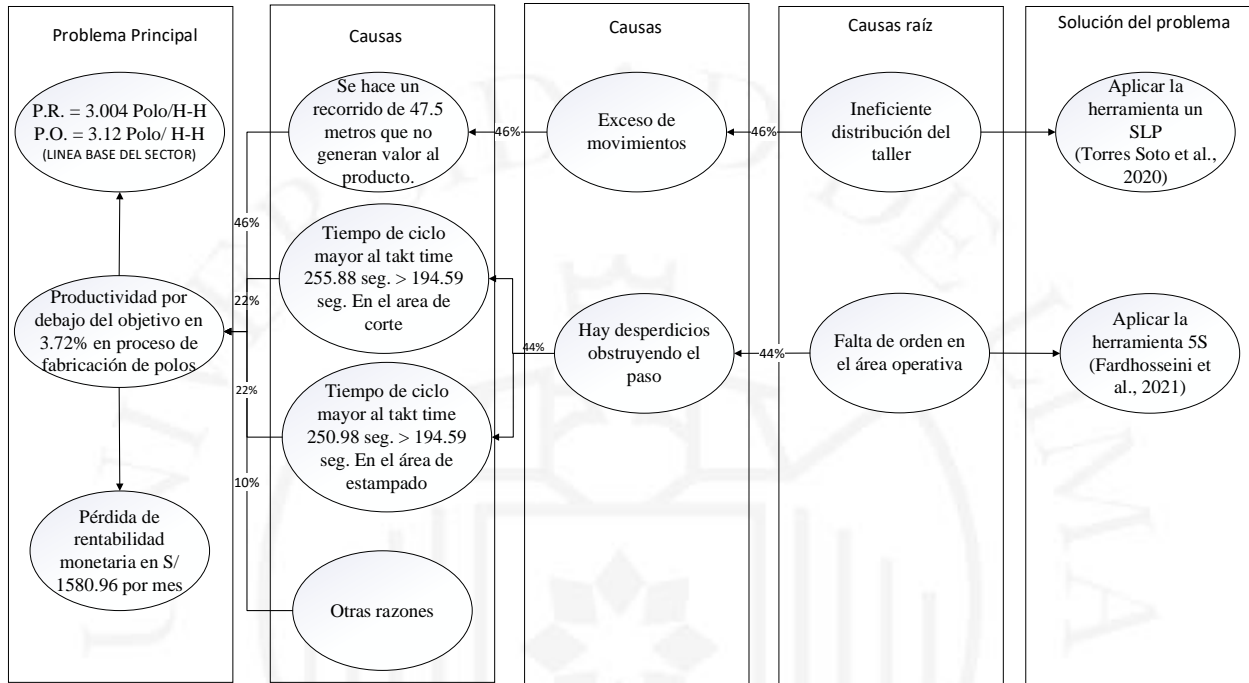 Problema Principal
P.R. = 3.004 Polo/H-H
P.O. = 3.12 Polo/ H-H
(LINEA BASE DEL SECTOR)
Productividad por
debajo del objetivo en
3.72% en proceso de
fabricación de polos
Pérdida de
rentabilidad
monetaria en S/
1580.96 por mes
46%
22%
22%
10%
Causas
Se hace un
recorrido de 47.5
metros que no
generan valor al
producto.
Tiempo de ciclo
mayor al takt time
255.88 seg. > 194.59
seg. En el area de
corte
Tiempo de ciclo
mayor al takt time
250.98 seg. > 194.59
seg. En el área de
estampado
Otras razones
46%
44%
Causas
Exceso de
movimientos
Hay desperdicios
obstruyendo el
paso
46%
44%
Causas raíz
Ineficiente
distribución del
taller
Falta de orden en
el área operativa
Solución del problema
Aplicar la
herramienta un
SLP
(Torres Soto et al.,
2020)
Aplicar la
herramienta 5S
(Fardhosseini
et al., 2021)
UNIVERSIDAD DE LIMA